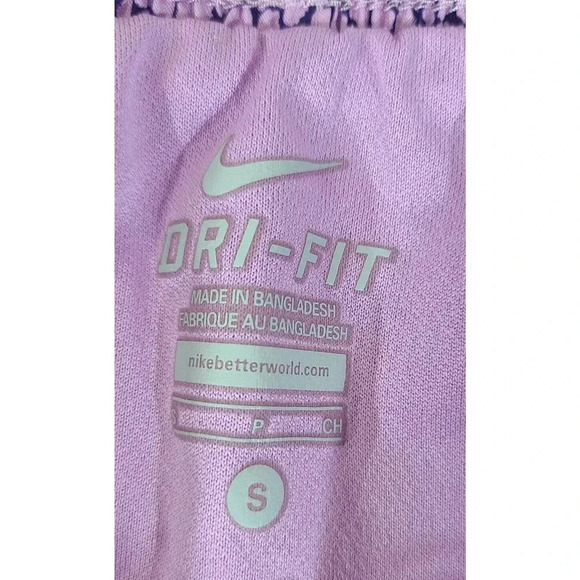 DRI-FIT
MADE IN BANGLADESH
FABRIQUE AU BANGLADESH
nikebetterworld.com
P CH
S